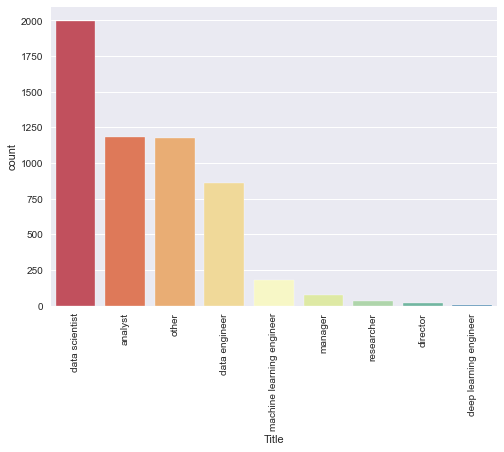 2000
1750
1500
1250
1000
750
500
250
0
count
data scientist
analyst
other
data engineer
machine learning engineer
manager
researcher
director
deep learning engineer
Title